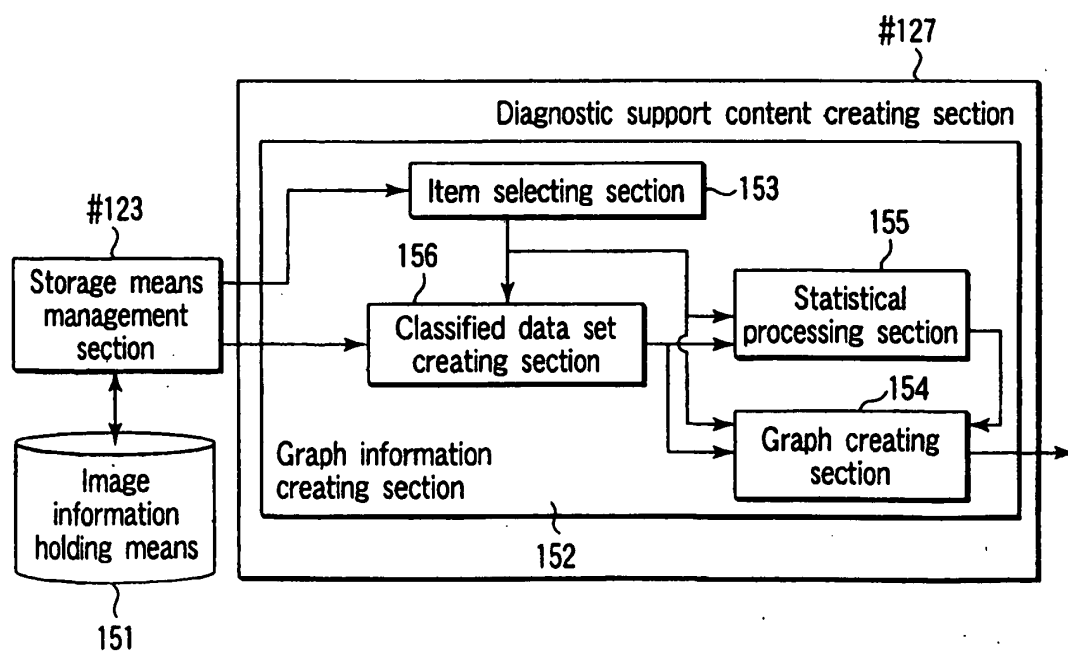 #127
Diagnostic support content creating section
Item selecting section
153
#123
Storage means
management
section
156
Classified data set
creating section
155
Statistical
processing section
154
Graph creating
section
Graph information
creating section
152
Image
information
holding means
151